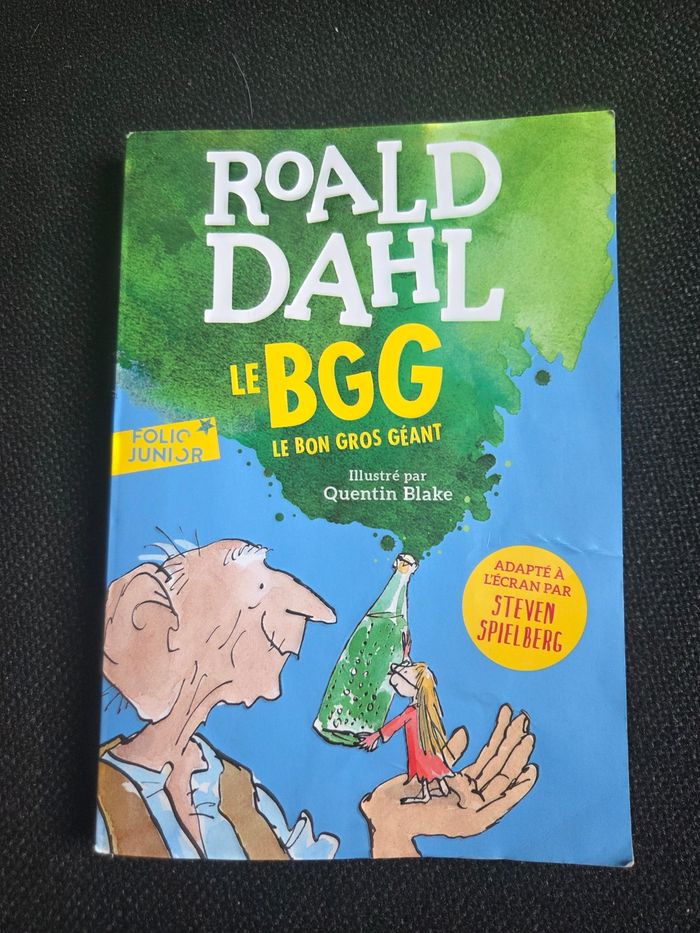 ROALD
DAHL
LE BGG
LE BON GROS GÉANT
FOLIO
JUNIOR
Illustré par
Quentin Blake
ADAPTÉ À
L'ÉCRAN PAR
STEVEN
SPIELBERG